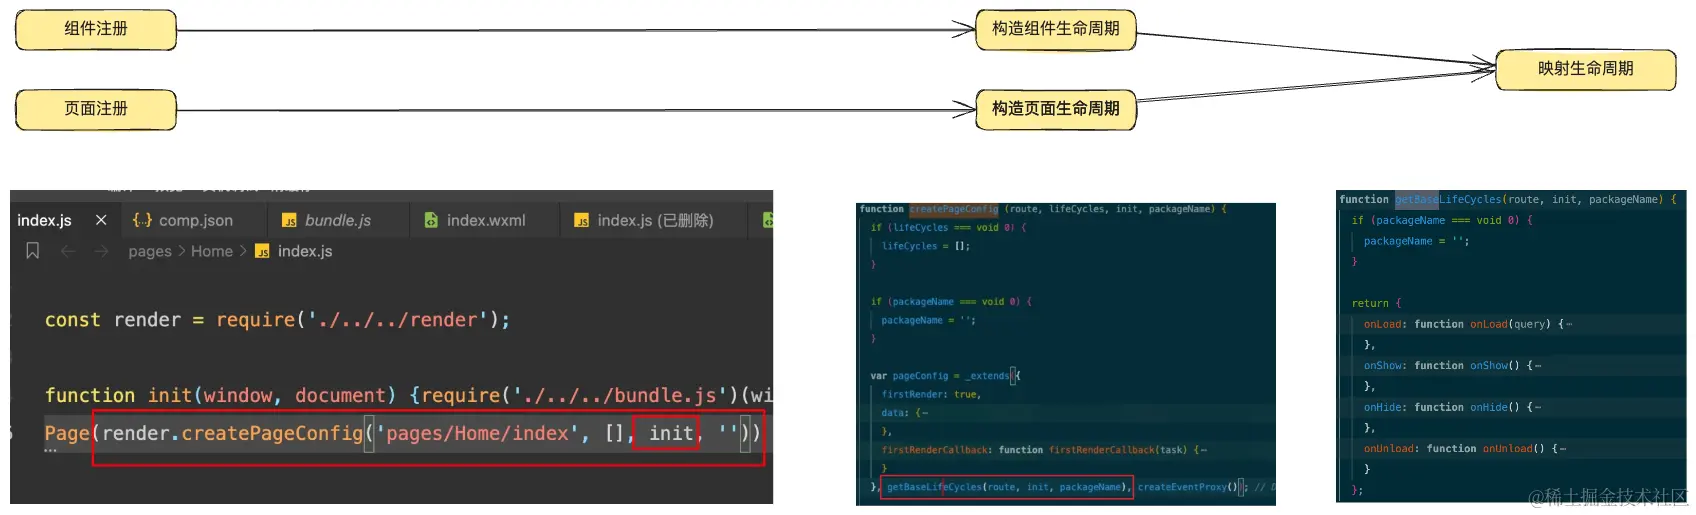 组件注册
构造组件生命周期
映射生命周期
页面注册
构造页面生命周期
index.js
comp.json
bundle.js
index.wxml
index.js (已删除)
pages > Home > index.js
const render = require('./../../render');
function init(window, document) {require('./../../bundle.js')(wi
Page(render.createPageConfig('pages/Home/index', [], init, ''))
function createPageConfig (route, lifeCycles, init, packageName) {
if (lifeCycles === void 0) {
lifeCycles = [];
}
if (packageName === void 0) {
packageName = '';
}
var pageConfig = _extends({
firstRender: true,
data: {⋯
},
firstRenderCallback: function firstRenderCallback(task) {⋯
}
}, getBaseLifeCycles(route, init, packageName), createEventProxy()); // D
function getBaseLifeCycles(route, init, packageName) {
if (packageName === void 0) {
packageName = '';
}
return {
onLoad: function onLoad(query) {⋯
},
onShow: function onShow() {⋯
},
onHide: function onHide() {⋯
},
onUnload: function onUnload() {⋯
}
};
@稀土掘金技术社区